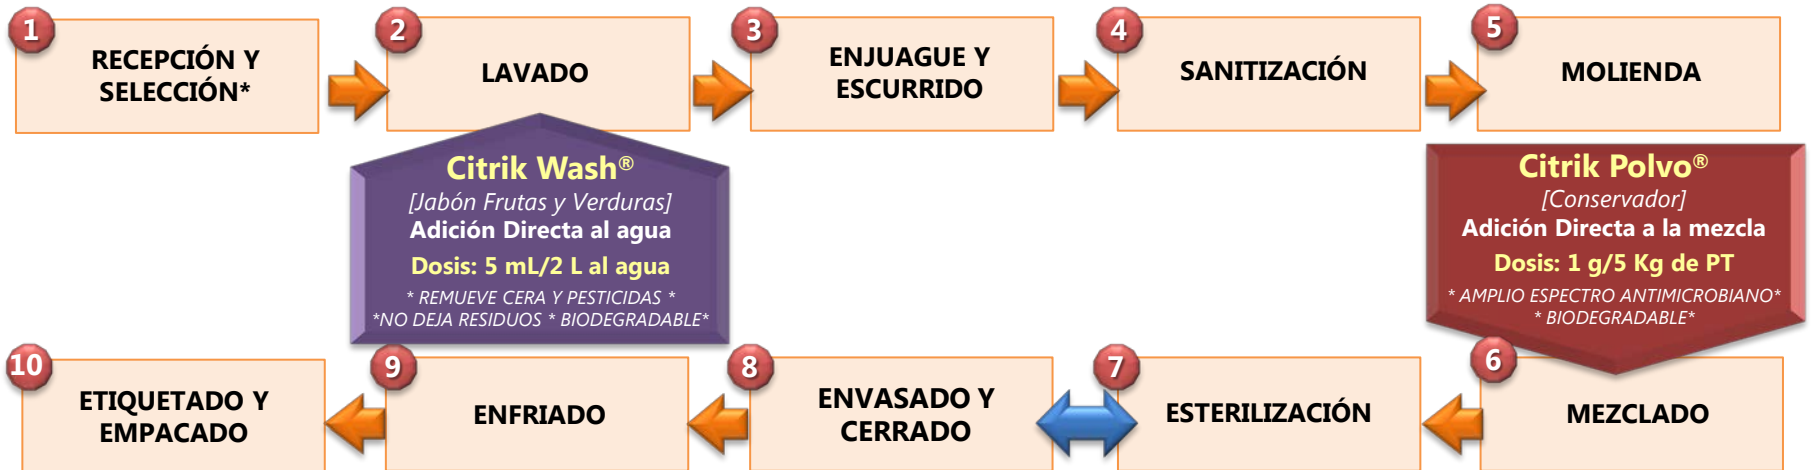 1
RECEPCIÓN Y
SELECCIÓN*
2
LAVADO
3
ENJUAGUE Y
ESCURRIDO
4
SANITIZACIÓN
5
MOLIENDA
Citrik Wash®
[Jabón Frutas y Verduras]
Adición Directa al agua
Dosis: 5 mL/2 L al agua
* REMUEVE CERA Y PESTICIDAS *
*NO DEJA RESIDUOS * BIODEGRADABLE*
Citrik Polvo®
[Conservador]
Adición Directa a la mezcla
Dosis: 1 g/5 Kg de PT
* AMPLIO ESPECTRO ANTIMICROBIANO*
* BIODEGRADABLE*
6
MEZCLADO
7
ESTERILIZACIÓN
8
ENVASADO Y
CERRADO
9
ENFRIADO
10
ETIQUETADO Y
EMPACADO